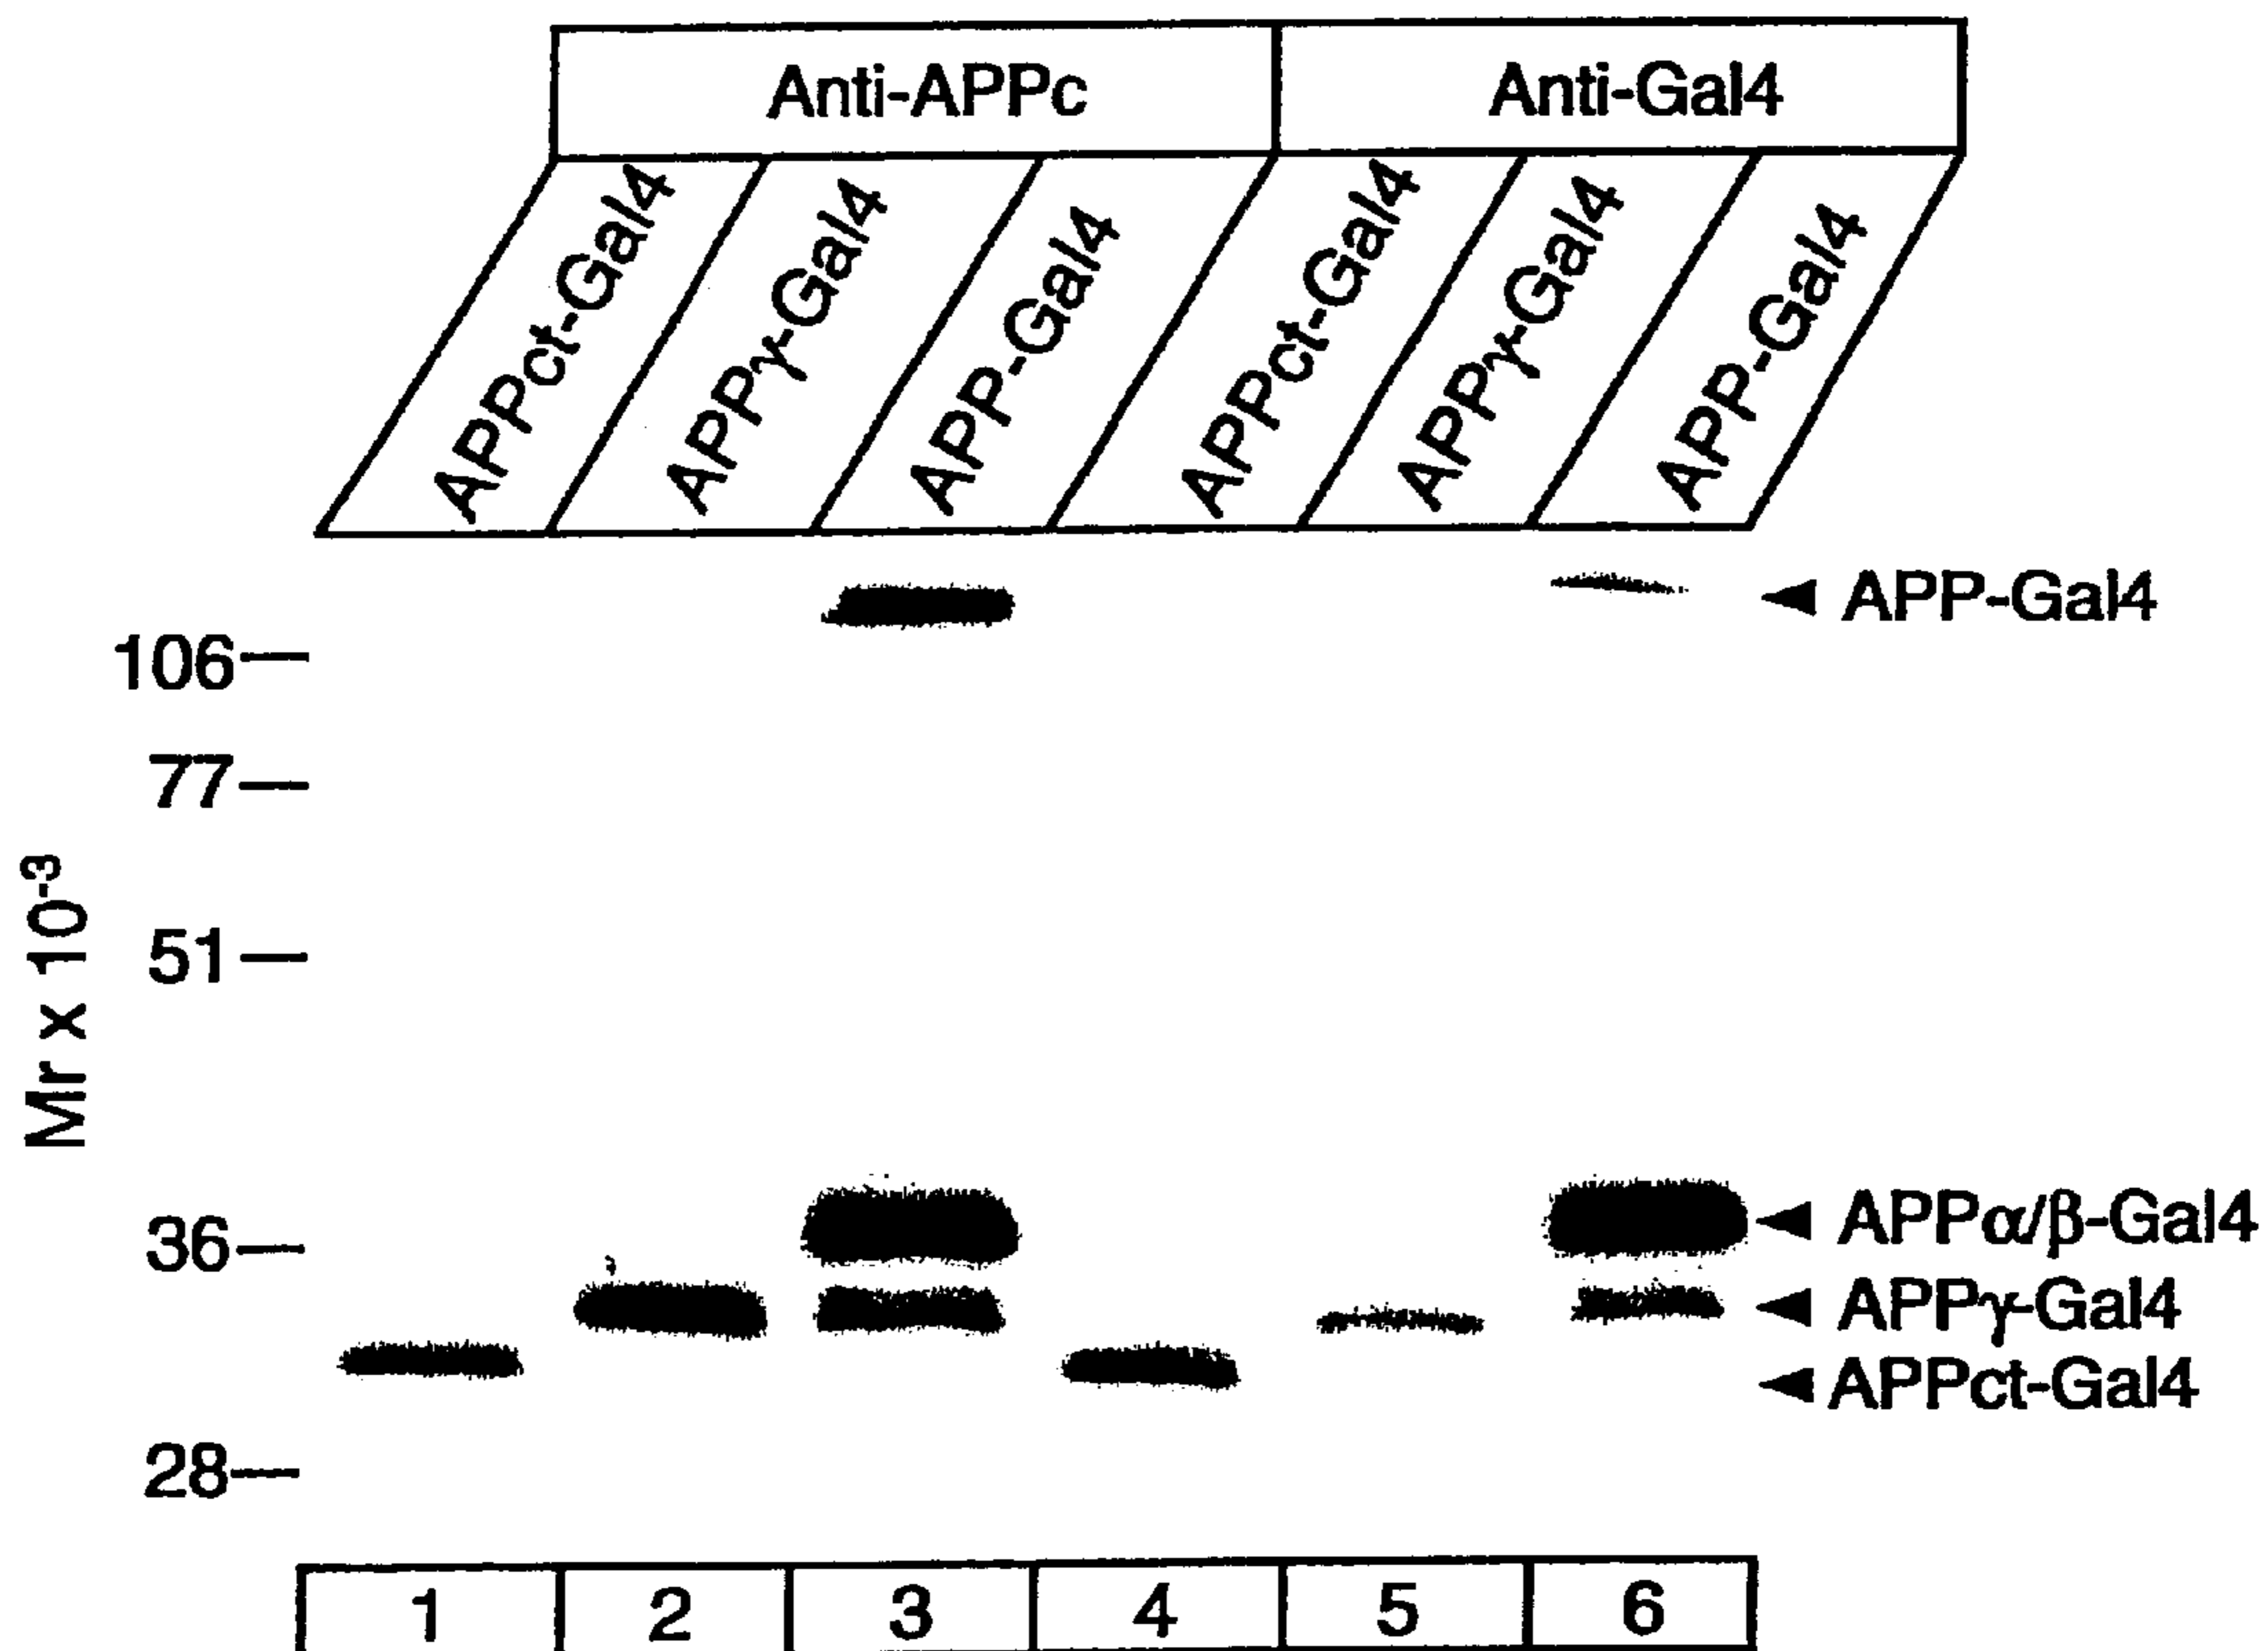 Anti-APPc Anti-Gal4
APPct-Gal4 APPγ-Gal4 APP-Gal4 APPct-Gal4 APPγ-Gal4 APP-Gal4
APP-Gal4
106
77
Mr x 10-3
51
36
APPα/β-Gal4
APPγ-Gal4
APPct-Gal4
28
1 2 3 4 5 6